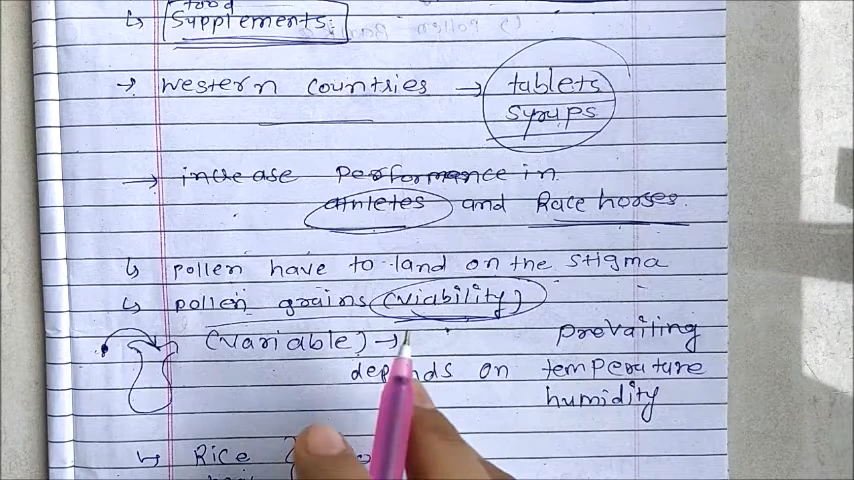 food
Supplements
→ Western countries → tablets
syrups
→ increase performance in
athletes and Race horses.
↳ pollen have to land on the stigma
↳ pollen grains (viability)
(variable) →
prevailing
depends on temperature
humidity
↳ Rice